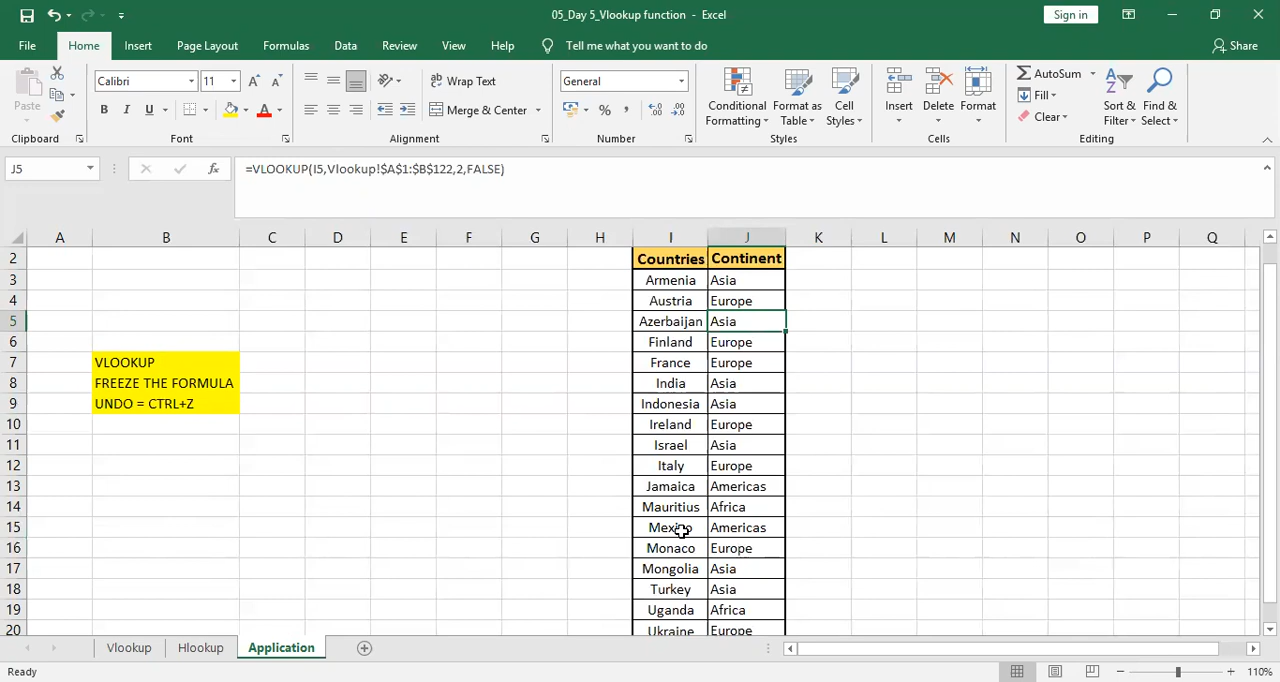 05_Day 5_Vlookup function - Excel
Sign in
File Home Insert Page Layout Formulas Data Review View Help Tell me what you want to do Share
Paste
Calibri 11 A A
B I U A
Wrap Text
Merge & Center
General
% ,
Conditional Formatting
Format as Table
Cell Styles
Insert
Delete
Format
AutoSum
Fill
Clear
Sort & Filter
Find & Select
Clipboard Font Alignment Number Styles Cells Editing
J5 fx =VLOOKUP(I5,Vlookup!$A$1:$B$122,2,FALSE)
A B C D E F G H I J K L M N O P Q
2 Countries Continent
3 Armenia Asia
4 Austria Europe
5 Azerbaijan Asia
6 Finland Europe
7 VLOOKUP France Europe
8 FREEZE THE FORMULA India Asia
9 UNDO = CTRL+Z Indonesia Asia
10 Ireland Europe
11 Israel Asia
12 Italy Europe
13 Jamaica Americas
14 Mauritius Africa
15 Mexico Americas
16 Monaco Europe
17 Mongolia Asia
18 Turkey Asia
19 Uganda Africa
20 Ukraine Europe
Vlookup Hlookup Application
Ready 110%